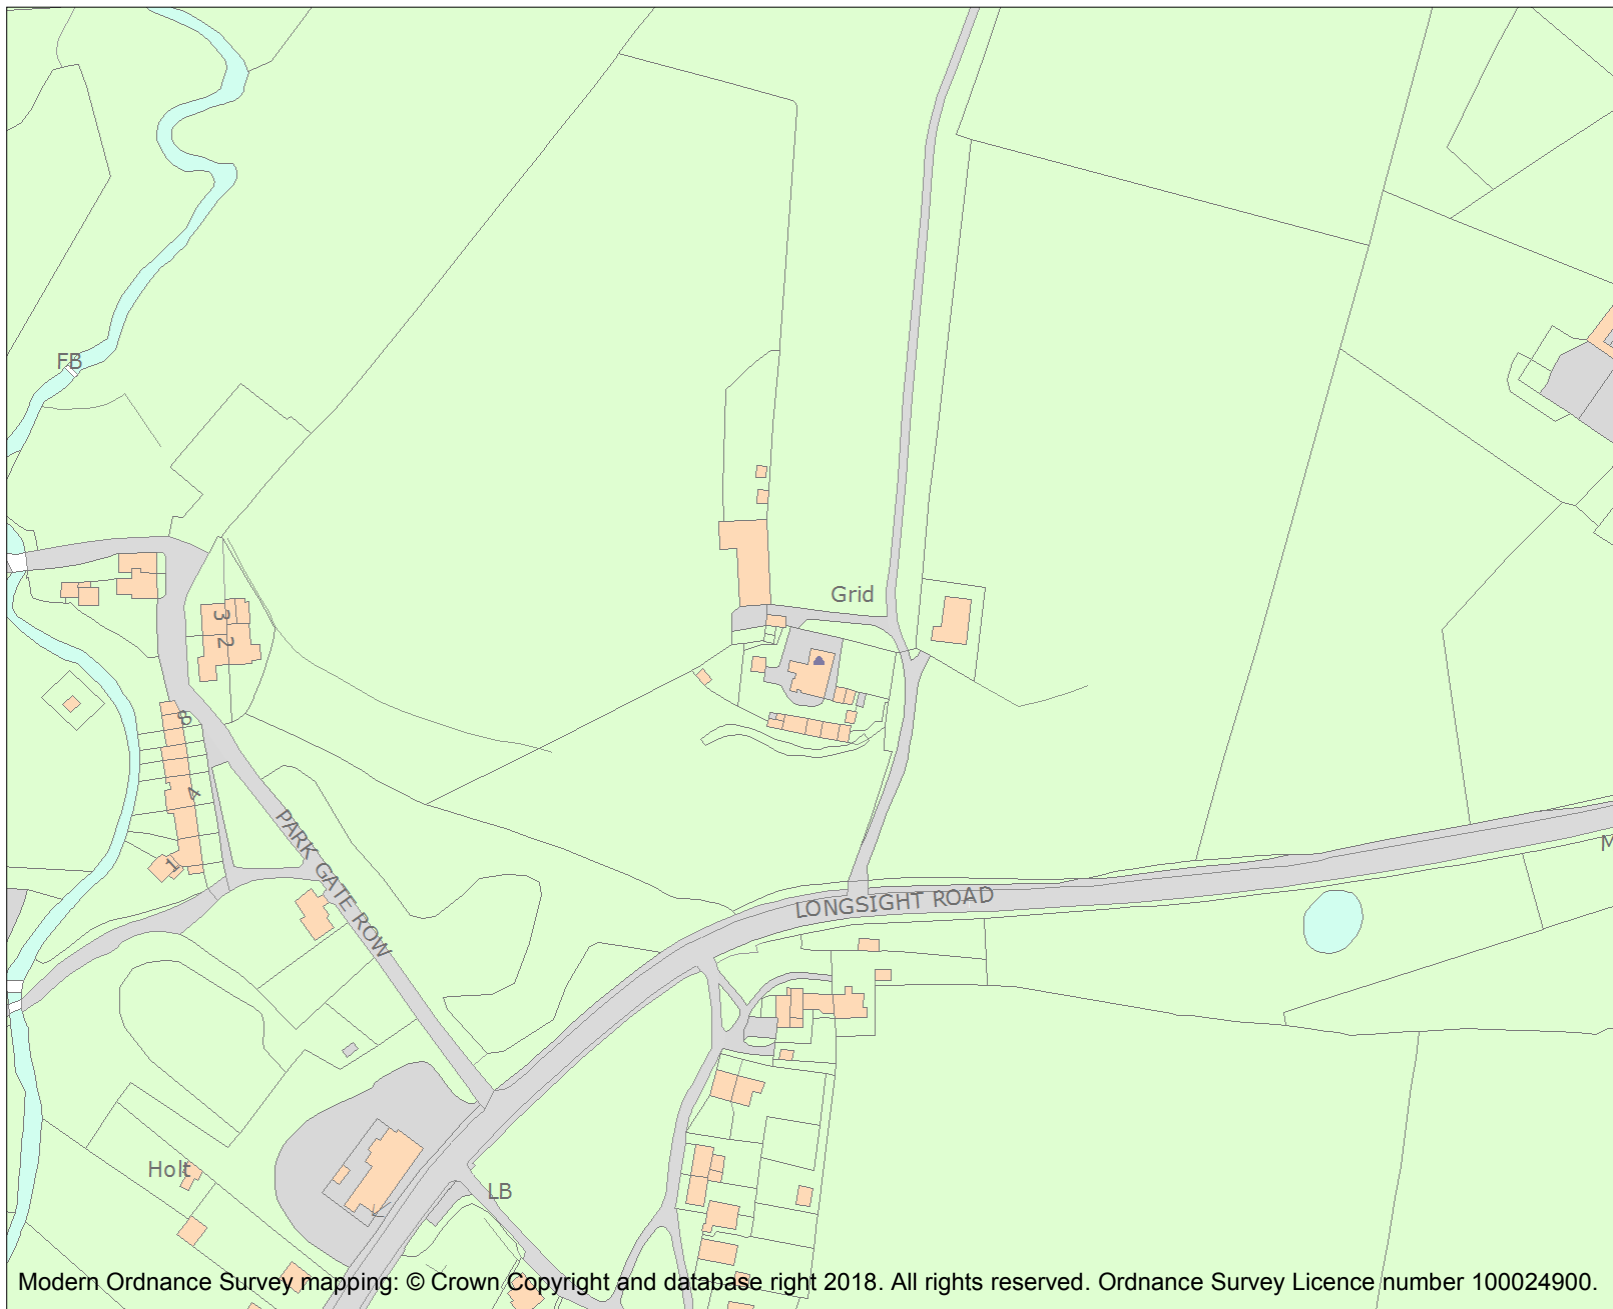 FB
Grid
3
2
8
4
1
PARK GATE ROW
LONGSIGHT ROAD
M
Holt
LB
Modern Ordnance Survey mapping: © Crown Copyright and database right 2018. All rights reserved. Ordnance Survey Licence number 100024900.